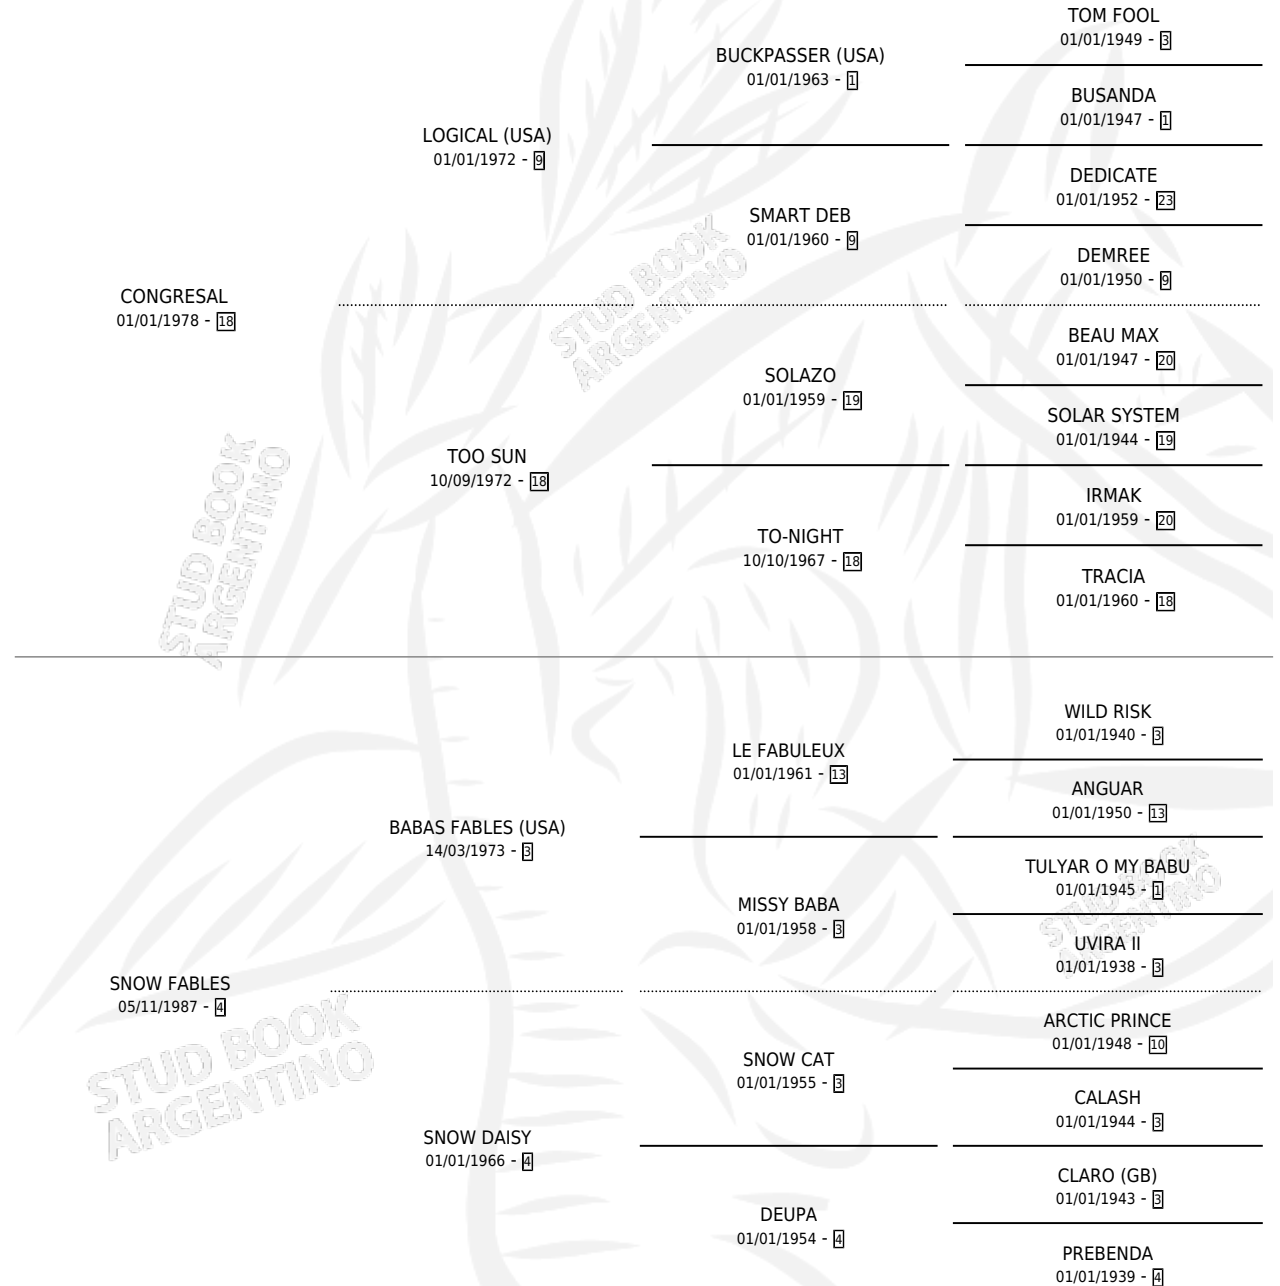 TOM FOOL
01/01/1949 - 3
BUCKPASSER (USA)
01/01/1963 - 1
BUSANDA
01/01/1947 - 1
LOGICAL (USA)
01/01/1972 - 9
DEDICATE
01/01/1952 - 23
SMART DEB
01/01/1960 - 9
DEMREE
01/01/1950 - 9
CONGRESAL
01/01/1978 - 18
BEAU MAX
01/01/1947 - 20
SOLAZO
01/01/1959 - 19
SOLAR SYSTEM
01/01/1944 - 19
TOO SUN
10/09/1972 - 18
IRMAK
01/01/1959 - 20
TO-NIGHT
10/10/1967 - 18
TRACIA
01/01/1960 - 18
STUD BOOK
ARGENTINO
STUD BOOK
ARGENTINO
WILD RISK
01/01/1940 - 3
LE FABULEUX
01/01/1961 - 13
ANGUAR
01/01/1950 - 13
BABAS FABLES (USA)
14/03/1973 - 3
TULYAR O MY BABU
01/01/1945 - 1
MISSY BABA
01/01/1958 - 3
UVIRA II
01/01/1938 - 3
SNOW FABLES
05/11/1987 - 4
ARCTIC PRINCE
01/01/1948 - 10
SNOW CAT
01/01/1955 - 3
CALASH
01/01/1944 - 3
SNOW DAISY
01/01/1966 - 4
CLARO (GB)
01/01/1943 - 3
DEUPA
01/01/1954 - 4
PREBENDA
01/01/1939 - 4
STUD BOOK
ARGENTINO
STUD BOOK
ARGENTINO